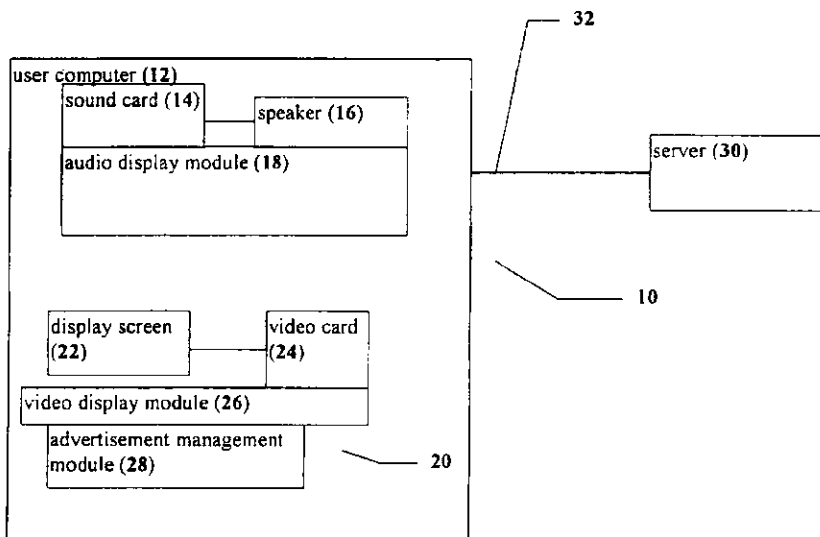 32
user computer (12)
sound card (14)
speaker (16)
server (30)
audio display module (18)
10
display screen
(22)
video card
(24)
video display module (26)
advertisement management
module (28)
20